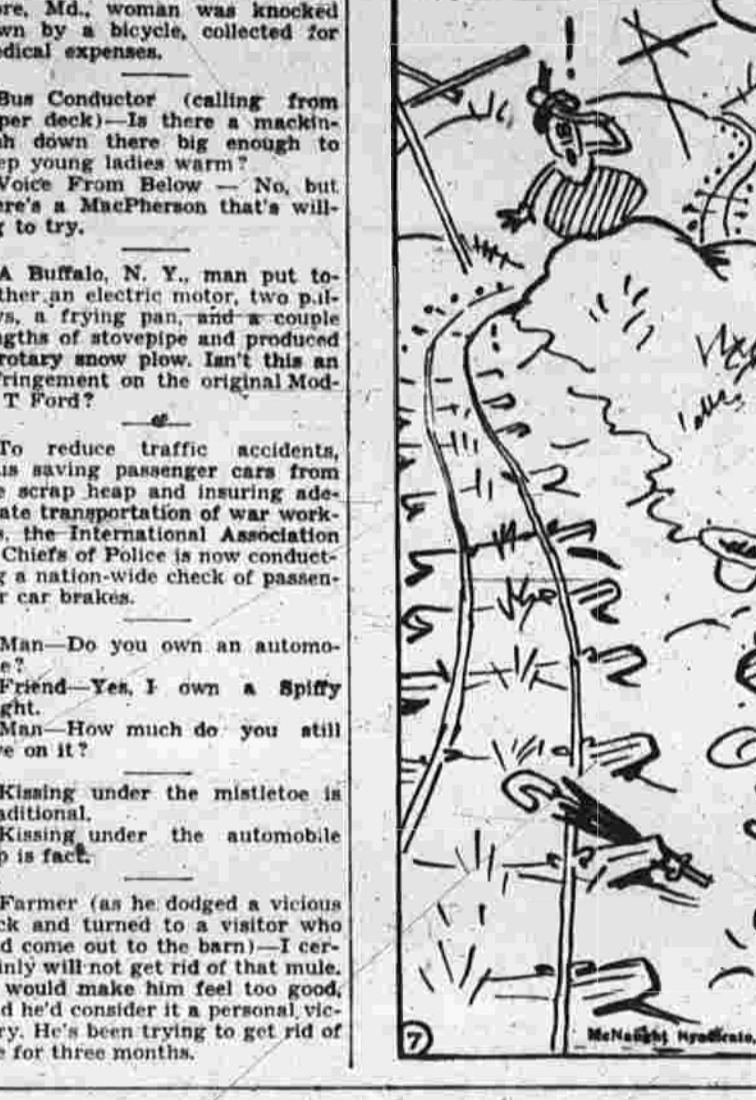 ore, Md., woman was knocked
wn by a bicycle, collected for
edical expenses.
Bus Conductor (calling from
per deck)—Is there a mackin-
sh down there big enough to
ep young ladies warm?
Voice From Below — No, but
ere's a MacPherson that's will-
g to try.
A Buffalo, N. Y., man put to-
ther an electric motor, two pul-
ys, a frying pan, and a couple
ngths of stovepipe and produced
rotary snow plow. Isn't this an
fringement on the original Mod-
T Ford?
To reduce traffic accidents,
us saving passenger cars from
e scrap heap and insuring ade-
ate transportation of war work-
s, the International Association
Chiefs of Police is now conduct-
g a nation-wide check of passen-
r car brakes.
Man—Do you own an automo-
e?
Friend—Yes, I own a Spiffy
ght.
Man—How much do you still
ve on it?
Kissing under the mistletoe is
aditional.
Kissing under the automobile
p is fact.
Farmer (as he dodged a vicious
ck and turned to a visitor who
d come out to the barn)—I cer-
inly will not get rid of that mule.
would make him feel too good,
d he'd consider it a personal vic-
ry. He's been trying to get rid of
e for three months.
7
McNaught Syndicate,